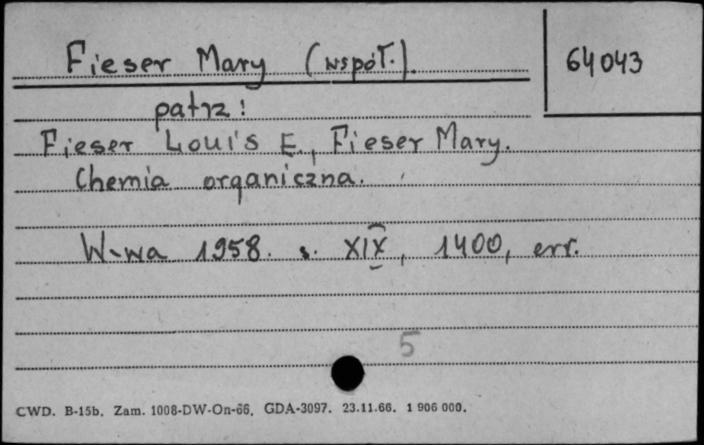 Fieser Mary (współ.).
64043
patrz:
Fieser Louis E., Fieser Mary.
Chemia organiczna.
W-wa 1958. s. XIX, 1400, err.
5
CWD. B-15b. Zam. 1008-DW-On-66. GDA-3097. 23.11.66. 1 906 000.